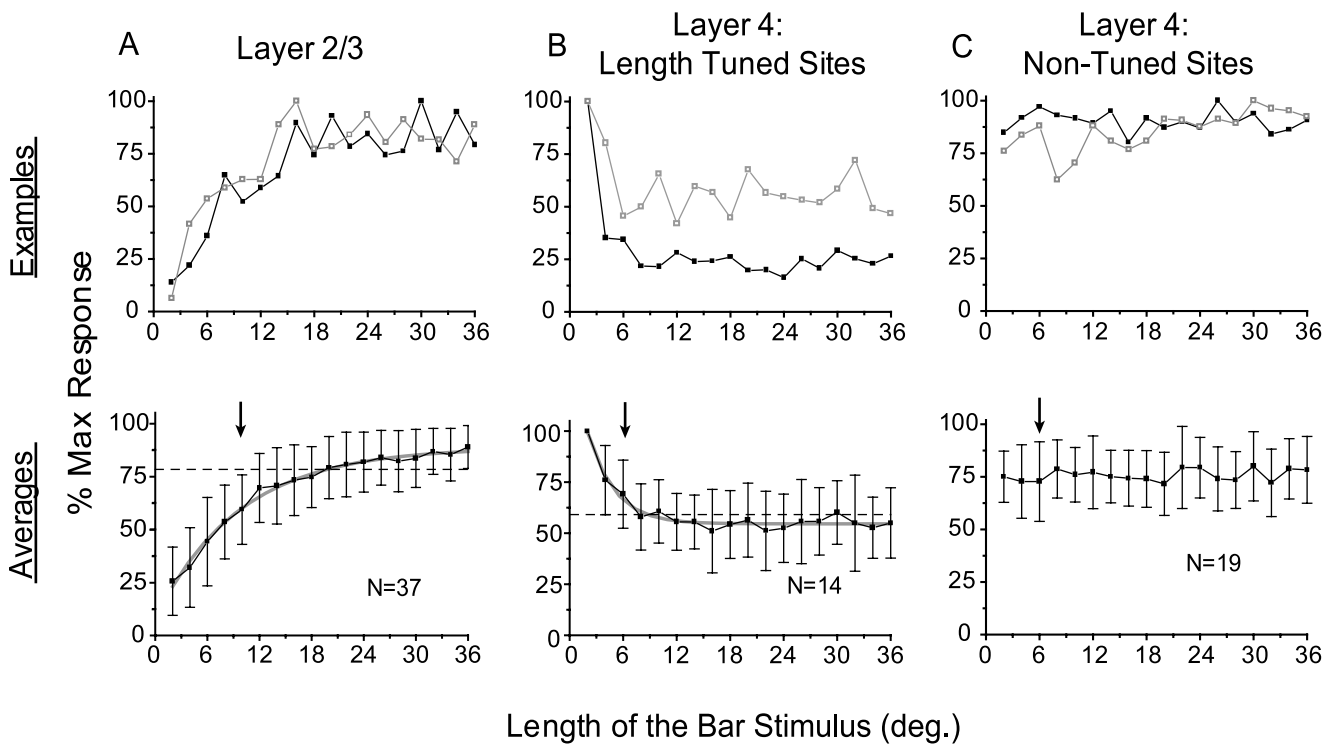 A
Layer 2/3
B
Layer 4:
Length Tuned Sites
C
Layer 4:
Non-Tuned Sites
Examples
Averages
% Max Response
100
75
50
25
0
0 6 12 18 24 30 36
100
75
50
25
0
0 6 12 18 24 30 36
100
75
50
25
0
0 6 12 18 24 30 36
100
75
50
25
0
N=37
0 6 12 18 24 30 36
100
75
50
25
0
N=14
0 6 12 18 24 30 36
100
75
50
25
0
N=19
0 6 12 18 24 30 36
Length of the Bar Stimulus (deg.)